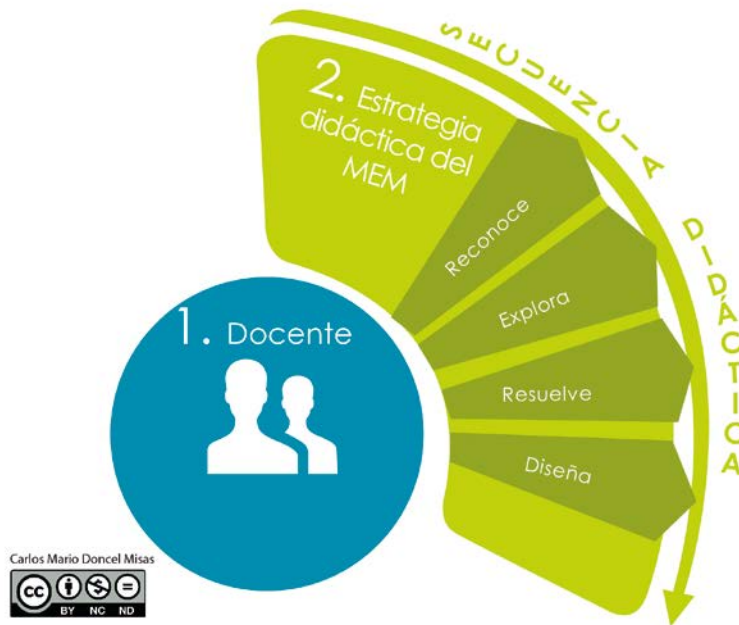 SECUENCIA DIDÁCTICA
2. Estrategia
didáctica del
MEM
Reconoce
Explora
Resuelve
Diseña
1. Docente
Carlos Mario Doncel Misas
cc
BY NC ND